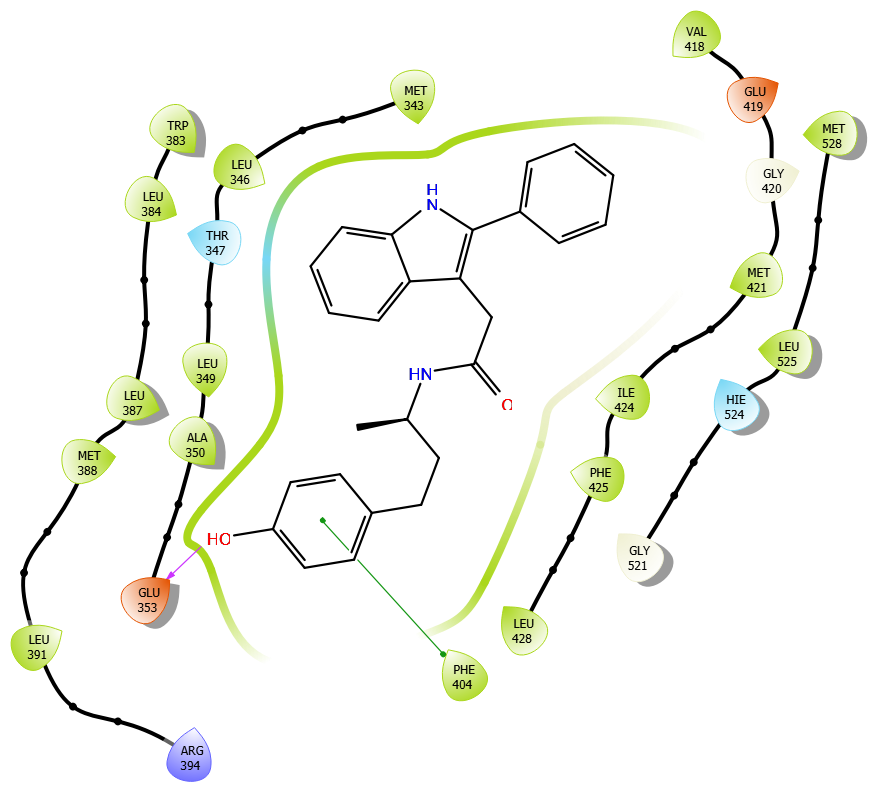 VAL
418
MET
343
GLU
419
TRP
383
MET
528
LEU
346
GLY
420
LEU
384
H
N
THR
347
MET
421
LEU
349
LEU
525
HN
LEU
387
ILE
424
HIE
524
O
ALA
350
MET
388
PHE
425
HO
GLY
521
GLU
353
LEU
428
LEU
391
PHE
404
ARG
394